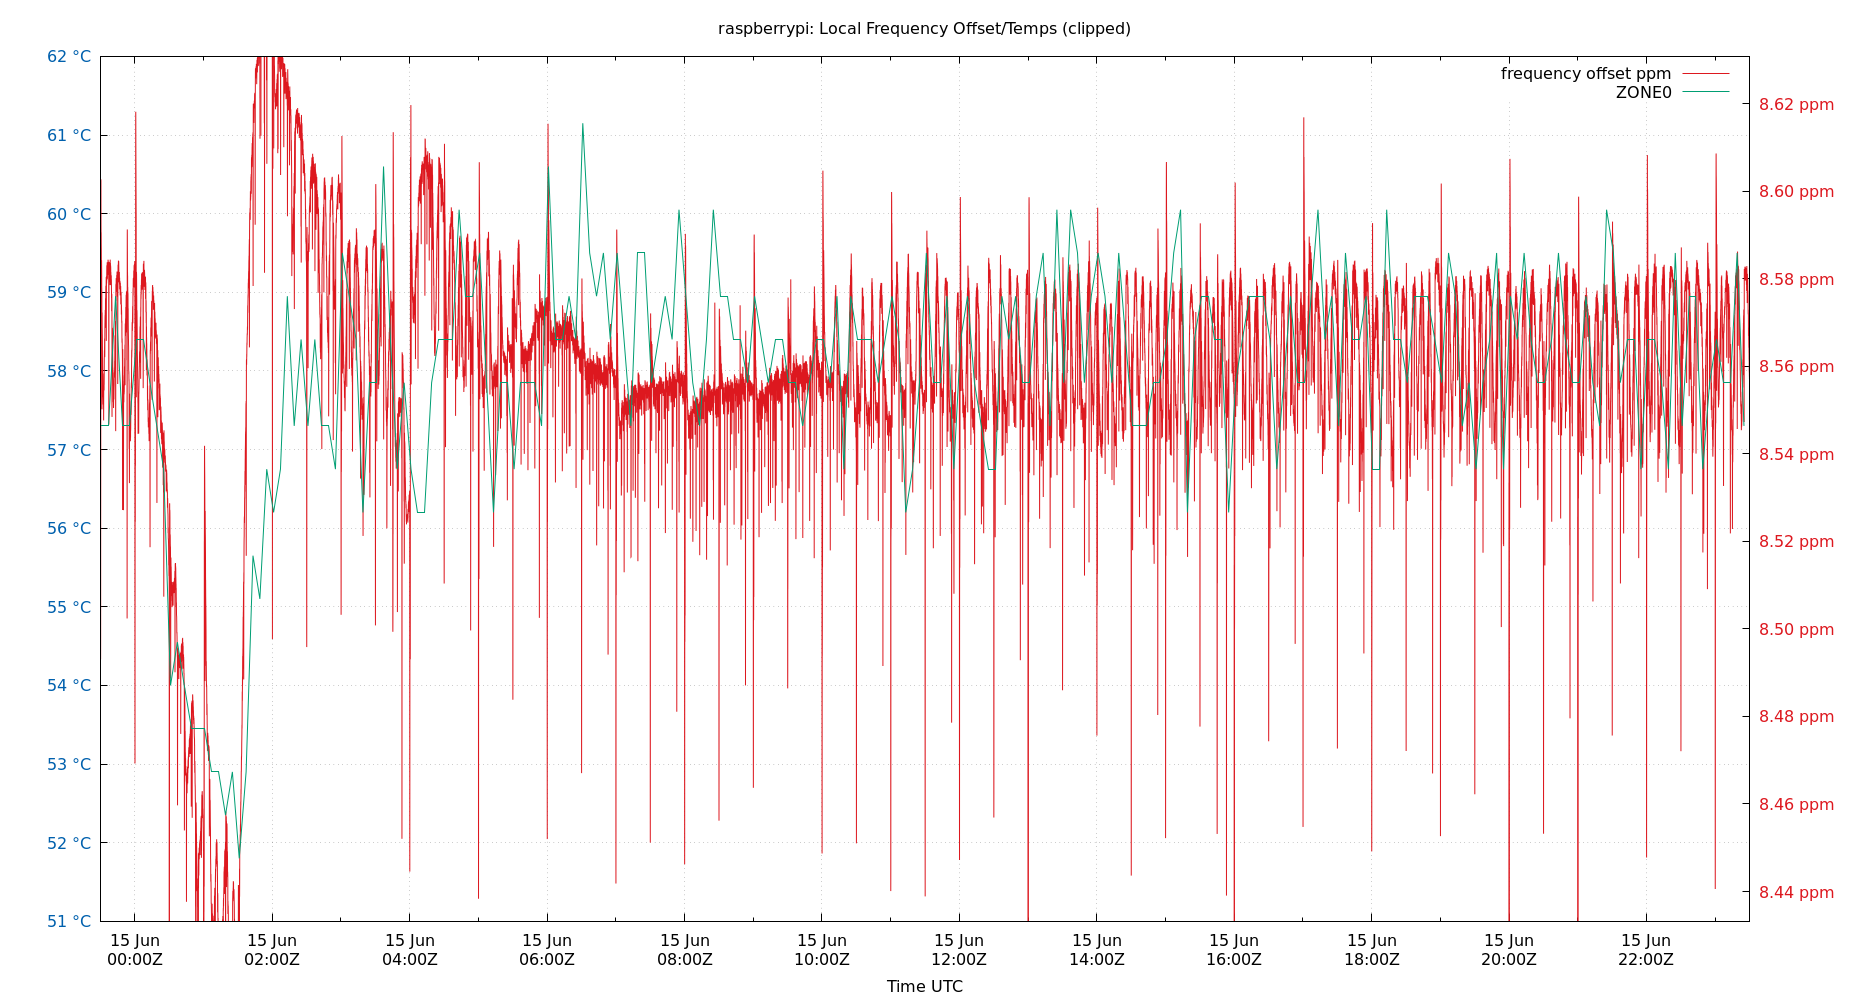 raspberrypi: Local Frequency Offset/Temps (clipped)
frequency offset ppm
ZONE0
62 °C
61 °C
60 °C
59 °C
58 °C
57 °C
56 °C
55 °C
54 °C
53 °C
52 °C
51 °C
8.62 ppm
8.60 ppm
8.58 ppm
8.56 ppm
8.54 ppm
8.52 ppm
8.50 ppm
8.48 ppm
8.46 ppm
8.44 ppm
15 Jun 15 Jun 15 Jun 15 Jun 15 Jun 15 Jun 15 Jun 15 Jun 15 Jun 15 Jun 15 Jun 15 Jun
00:00Z 02:00Z 04:00Z 06:00Z 08:00Z 10:00Z 12:00Z 14:00Z 16:00Z 18:00Z 20:00Z 22:00Z
Time UTC